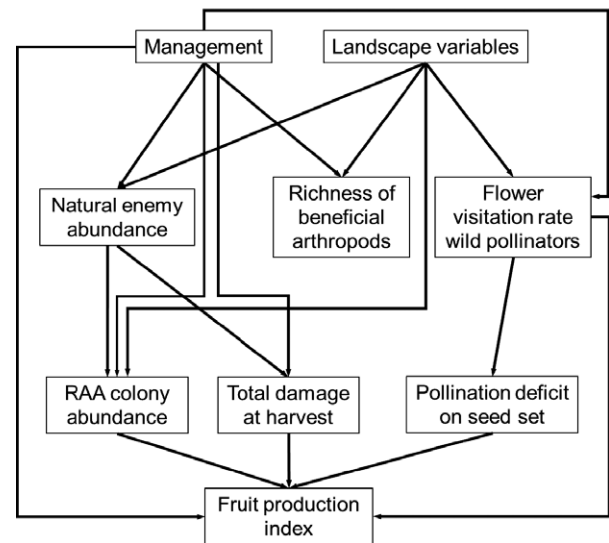 Management
Landscape variables
Natural enemy
abundance
Richness of
beneficial
arthropods
Flower
visitation rate
wild pollinators
RAA colony
abundance
Total damage
at harvest
Pollination deficit
on seed set
Fruit production
index